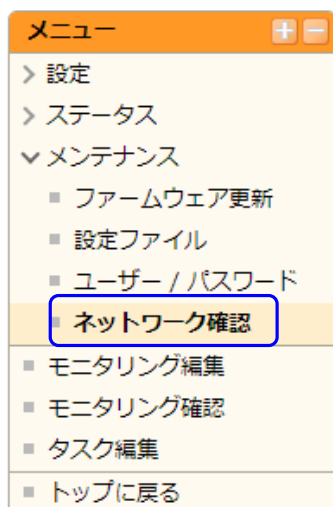 メニュー
設定
ステータス
メンテナンス
ファームウェア更新
設定ファイル
ユーザー / パスワード
ネットワーク確認
モニタリング編集
モニタリング確認
タスク編集
トップに戻る